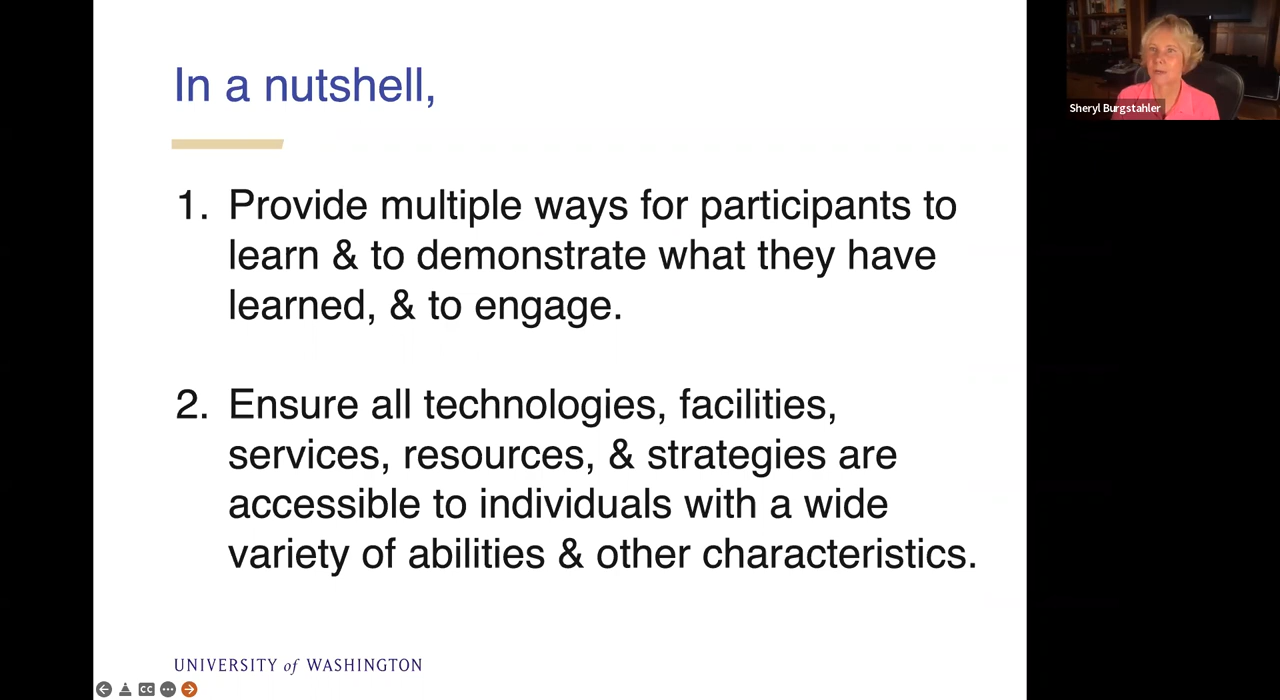 In a nutshell,
Sheryl Burgstahler
1. Provide multiple ways for participants to
learn & to demonstrate what they have
learned, & to engage.
2. Ensure all technologies, facilities,
services, resources, & strategies are
accessible to individuals with a wide
variety of abilities & other characteristics.
UNIVERSITY of WASHINGTON
CC